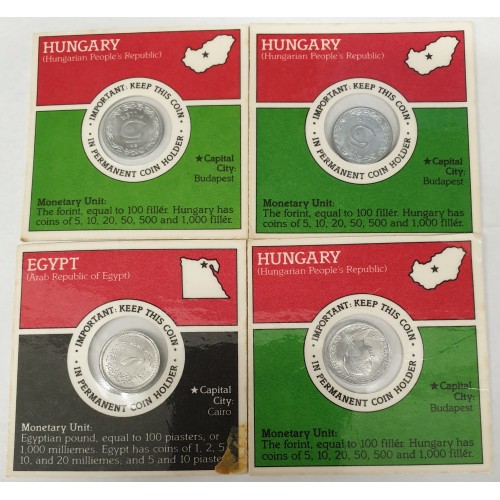 HUNGARY
(Hungarian People's Republic)
IMPORTANT: KEEP THIS COIN
IN PERMANENT COIN HOLDER
★Capital
City:
Budapest
Monetary Unit:
The forint, equal to 100 fillér. Hungary has
coins of 5, 10, 20, 50, 500 and 1,000 fillér.
HUNGARY
(Hungarian People's Republic)
IMPORTANT: KEEP THIS COIN
IN PERMANENT COIN HOLDER
★Capital
City:
Budapest
Monetary Unit:
The forint, equal to 100 fillér. Hungary has
coins of 5, 10, 20, 50, 500 and 1,000 fillér.
EGYPT
(Arab Republic of Egypt)
IMPORTANT: KEEP THIS COIN
IN PERMANENT COIN HOLDER
★Capital
City:
Cairo
Monetary Unit:
Egyptian pound, equal to 100 piasters, or
1,000 milliemes. Egypt has coins of 1, 2, 5,
10, and 20 milliemes; and 5 and 10 piaster
HUNGARY
(Hungarian People's Republic)
IMPORTANT: KEEP THIS COIN
IN PERMANENT COIN HOLDER
★Capital
City:
Budapest
Monetary Unit:
The forint, equal to 100 fillér. Hungary has
coins of 5, 10, 20, 50, 500 and 1,000 fillér.